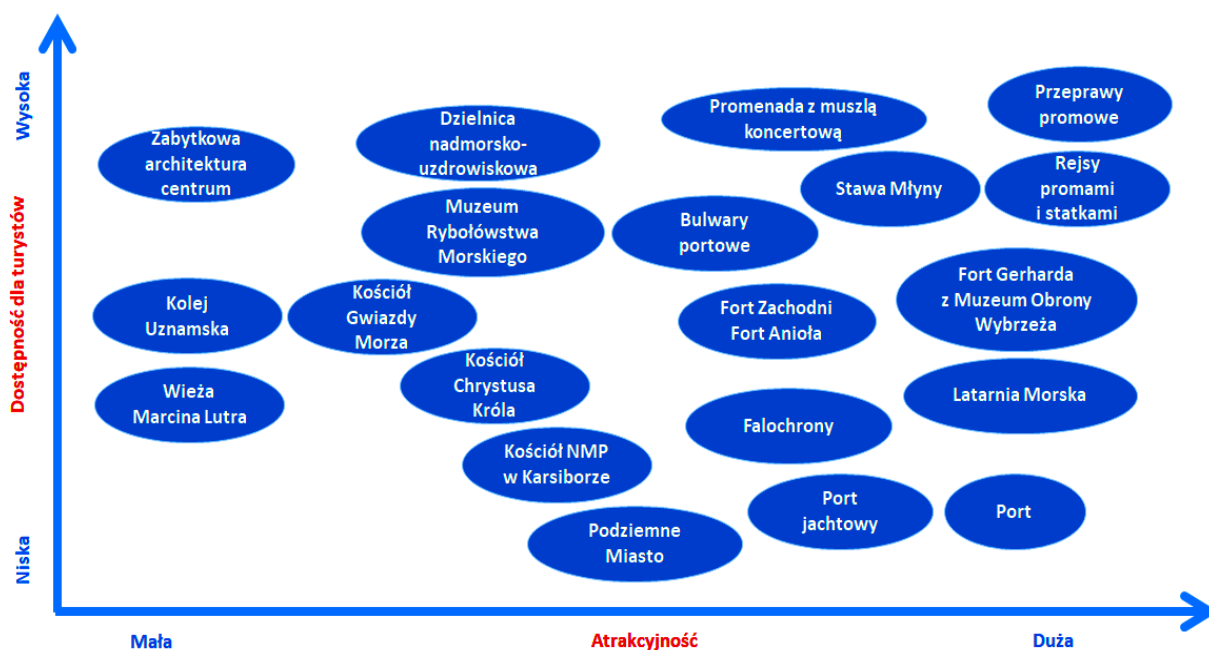 Wysoka
Dostępność dla turystów
Niska
Przeprawy
promowe
Promenada z muszlą
koncertową
Dzielnica
nadmorsko-
uzdrowiskowa
Zabytkowa
architektura
centrum
Stawa Młyny
Rejsy
promami
i statkami
Muzeum
Rybołówstwa
Morskiego
Bulwary
portowe
Fort Gerharda
z Muzeum Obrony
Wybrzeża
Kolej
Uznamska
Kościół
Gwiazdy
Morza
Fort Zachodni
Fort Anioła
Kościół
Chrystusa
Króla
Latarnia Morska
Wieża
Marcina Lutra
Falochrony
Kościół NMP
w Karsiborze
Port
jachtowy
Port
Podziemne
Miasto
Mała
Atrakcyjność
Duża